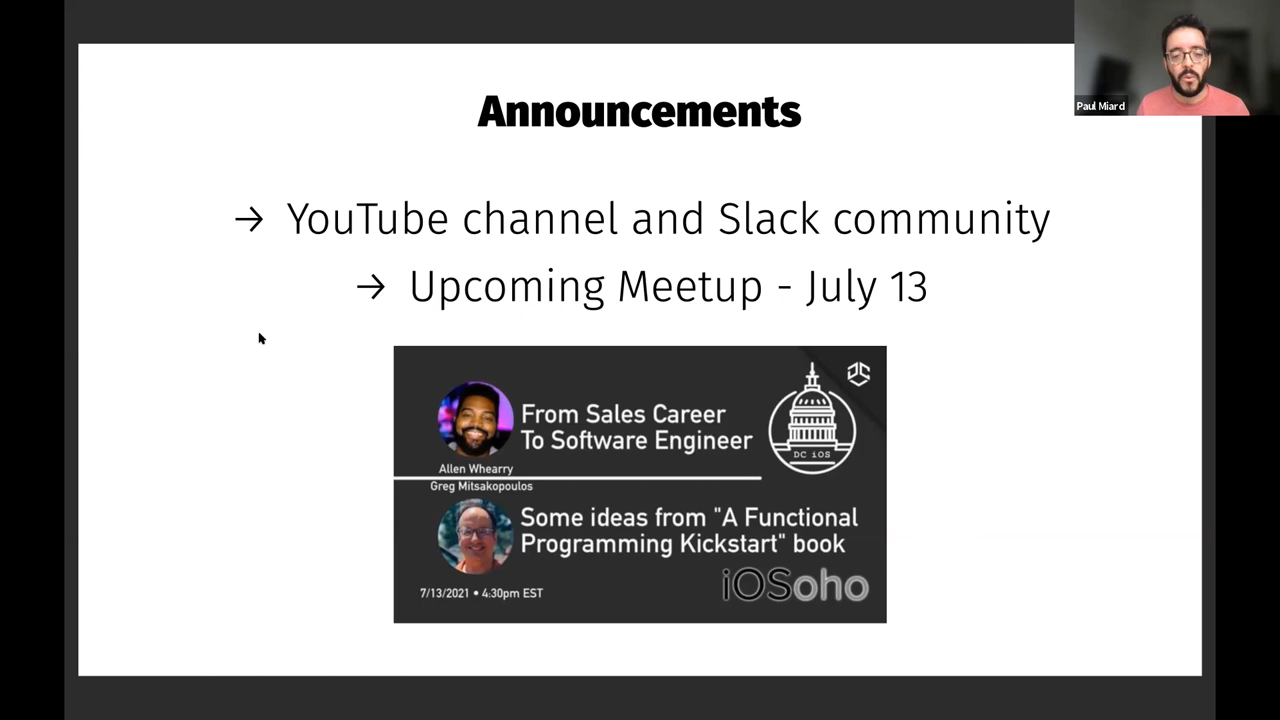 Announcements
Paul Miard
→ YouTube channel and Slack community
→ Upcoming Meetup - July 13
From Sales Career
To Software Engineer
DC iOS
Allen Whearry
Greg Mitsakopoulos
Some ideas from "A Functional
Programming Kickstart" book
iOSoho
7/13/2021 • 4:30pm EST